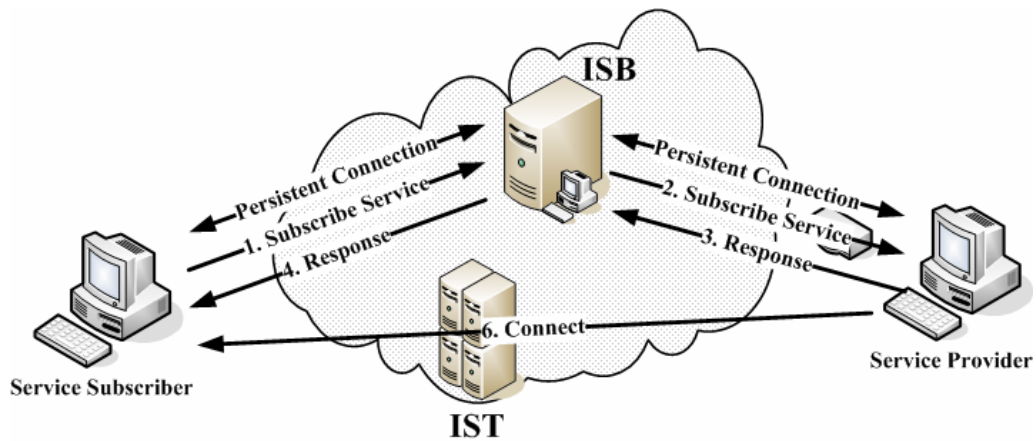 ISB
Persistent Connection
1. Subscribe Service
4. Response
Persistent Connection
2. Subscribe Service
3. Response
6. Connect
Service Subscriber
Service Provider
IST